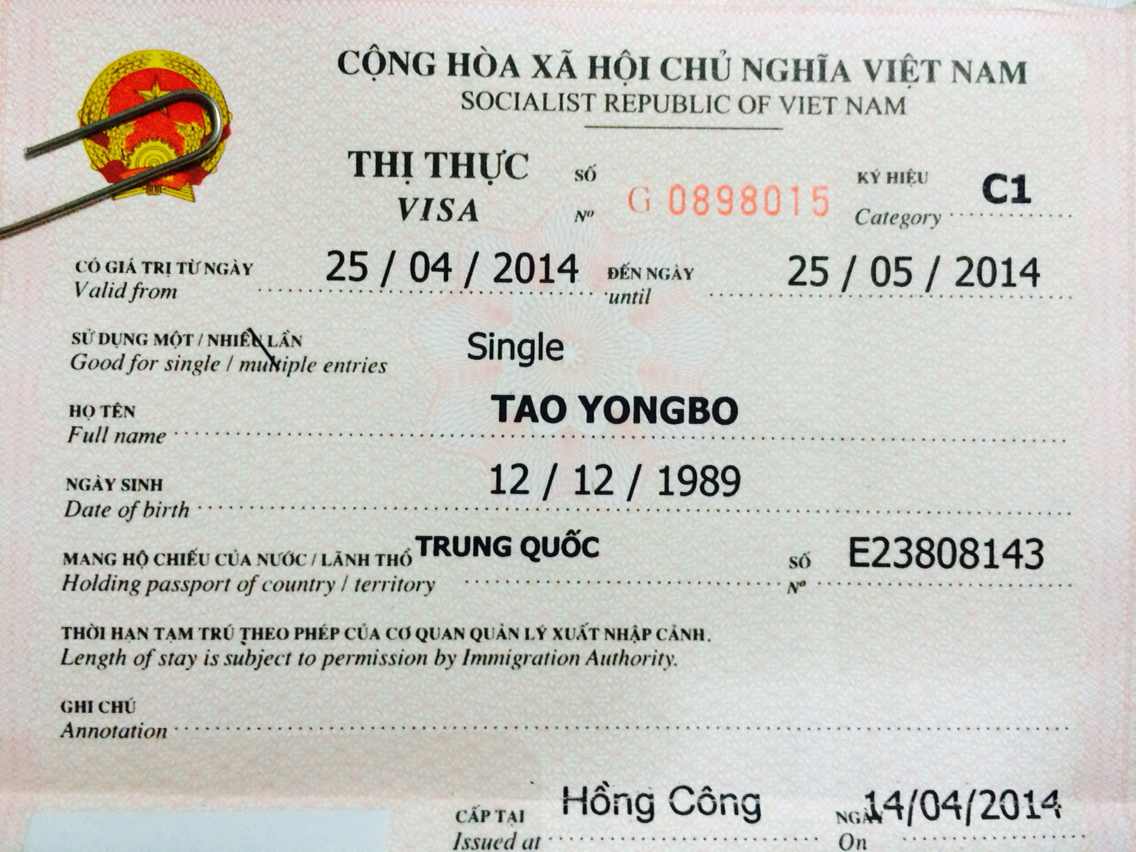 CỘNG HÒA XÃ HỘI CHỦ NGHĨA VIỆT NAM
SOCIALIST REPUBLIC OF VIET NAM
THỊ THỰC SỐ KÝ HIỆU C1
VISA Nº G 0898015 Category
CÓ GIÁ TRỊ TỪ NGÀY 25 / 04 / 2014 ĐẾN NGÀY 25 / 05 / 2014
Valid from until
SỬ DỤNG MỘT / NHIỀU LẦN Single
Good for single / multiple entries
HỌ TÊN TAO YONGBO
Full name
NGÀY SINH 12 / 12 / 1989
Date of birth
MANG HỘ CHIẾU CỦA NƯỚC / LÃNH THỔ TRUNG QUỐC SỐ E23808143
Holding passport of country / territory Nº
THỜI HẠN TẠM TRÚ THEO PHÉP CỦA CƠ QUAN QUẢN LÝ XUẤT NHẬP CẢNH.
Length of stay is subject to permission by Immigration Authority.
GHI CHÚ
Annotation
CẤP TẠI Hồng Công NGÀY 14/04/2014
Issued at On